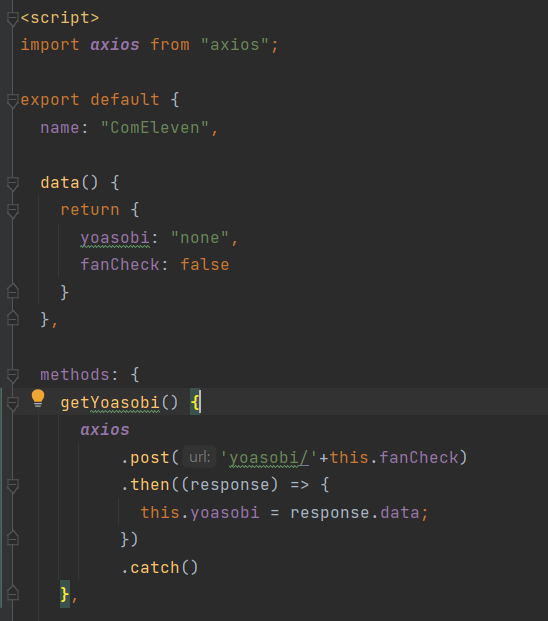 <script>
import axios from "axios";
export default {
name: "ComEleven",
data() {
return {
yoasobi: "none",
fanCheck: false
}
},
methods: {
getYoasobi() {
axios
.post( url: 'yoasobi/'+this.fanCheck)
.then((response) => {
this.yoasobi = response.data;
})
.catch()
},